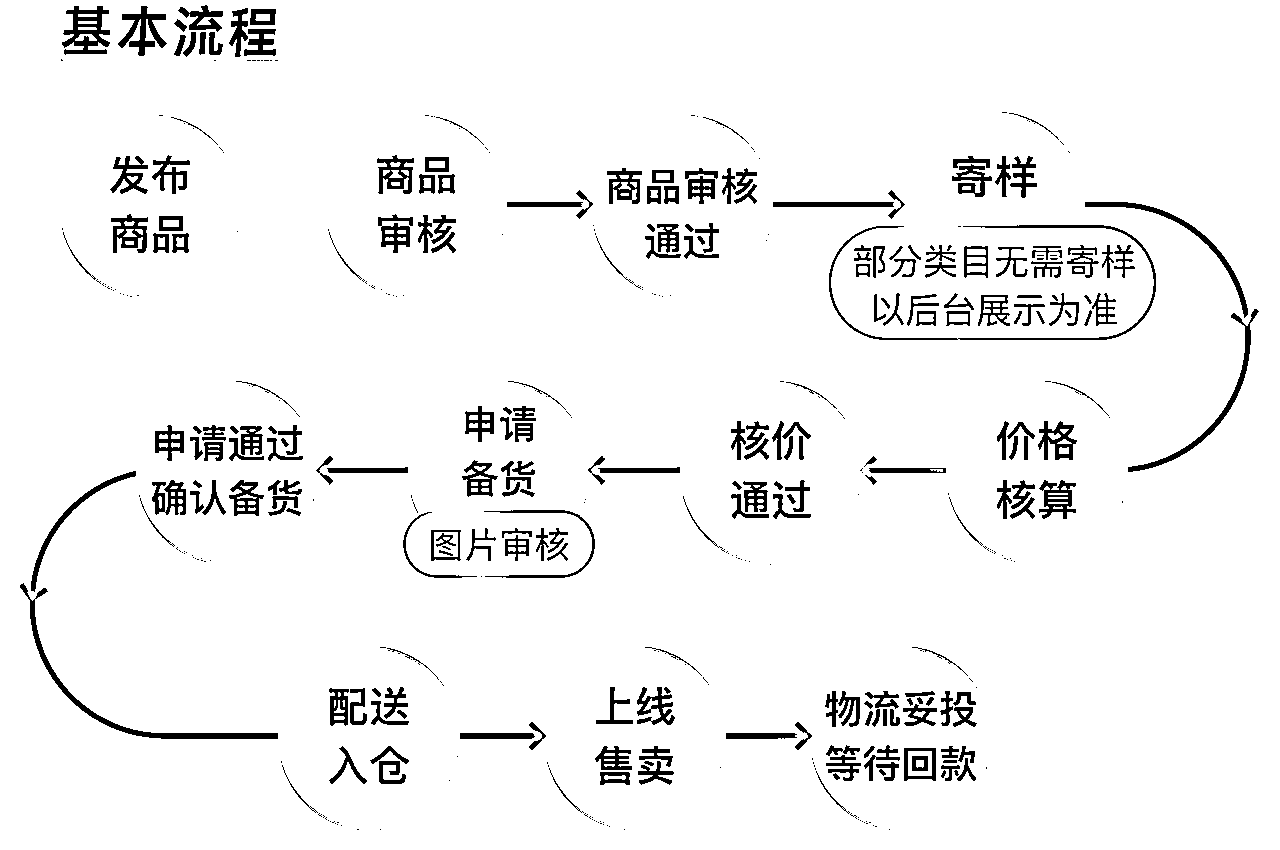 基本流程
发布
商品
商品
审核
商品审核
通过
寄样
部分类目无需寄样
以后台展示为准
价格
核算
核价
通过
申请
备货
图片审核
申请通过
确认备货
配送
入仓
上线
售卖
物流妥投
等待回款